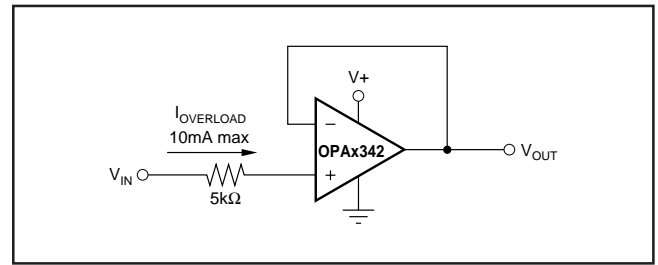 V+
I_OVERLOAD
10mA max
−
OPAx342
V_OUT
V_IN
+
5kΩ